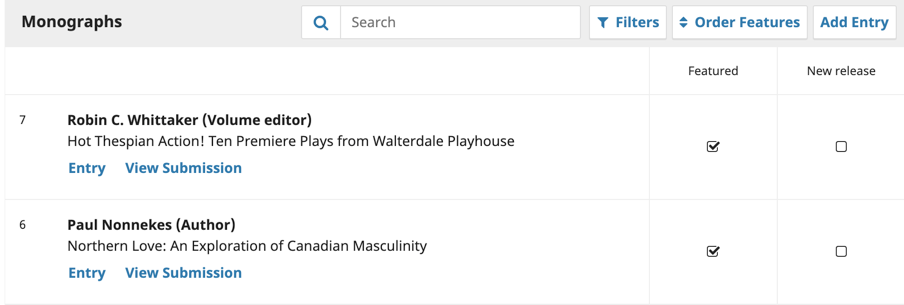 Monographs
Search
Filters
Order Features
Add Entry
Featured
New release
7
Robin C. Whittaker (Volume editor)
Hot Thespian Action! Ten Premiere Plays from Walterdale Playhouse
Entry View Submission
6
Paul Nonnekes (Author)
Northern Love: An Exploration of Canadian Masculinity
Entry View Submission